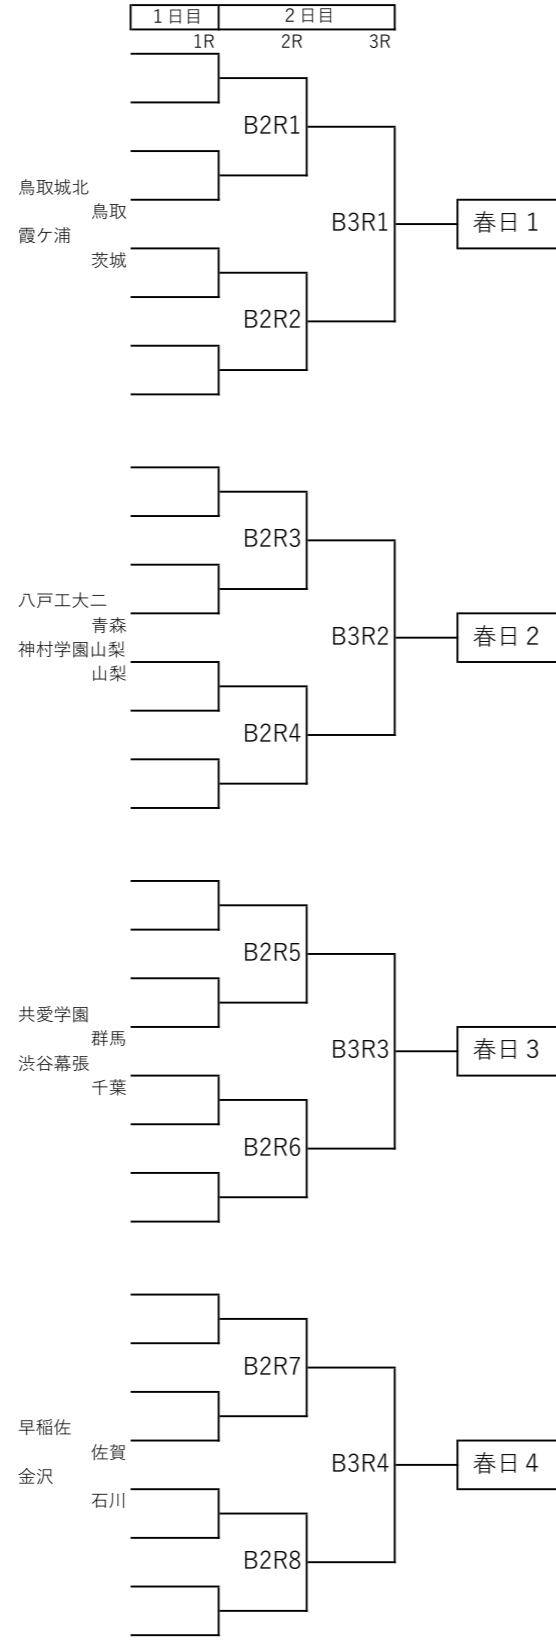 １日目 ２日目
1R 2R 3R
B2R1
鳥取城北
鳥取
B3R1 春日１
霞ケ浦
茨城
B2R2
B2R3
八戸工大二
青森
B3R2 春日２
神村学園山梨
山梨
B2R4
B2R5
共愛学園
群馬
B3R3 春日３
渋谷幕張
千葉
B2R6
B2R7
早稲佐
佐賀
B3R4 春日４
金沢
石川
B2R8